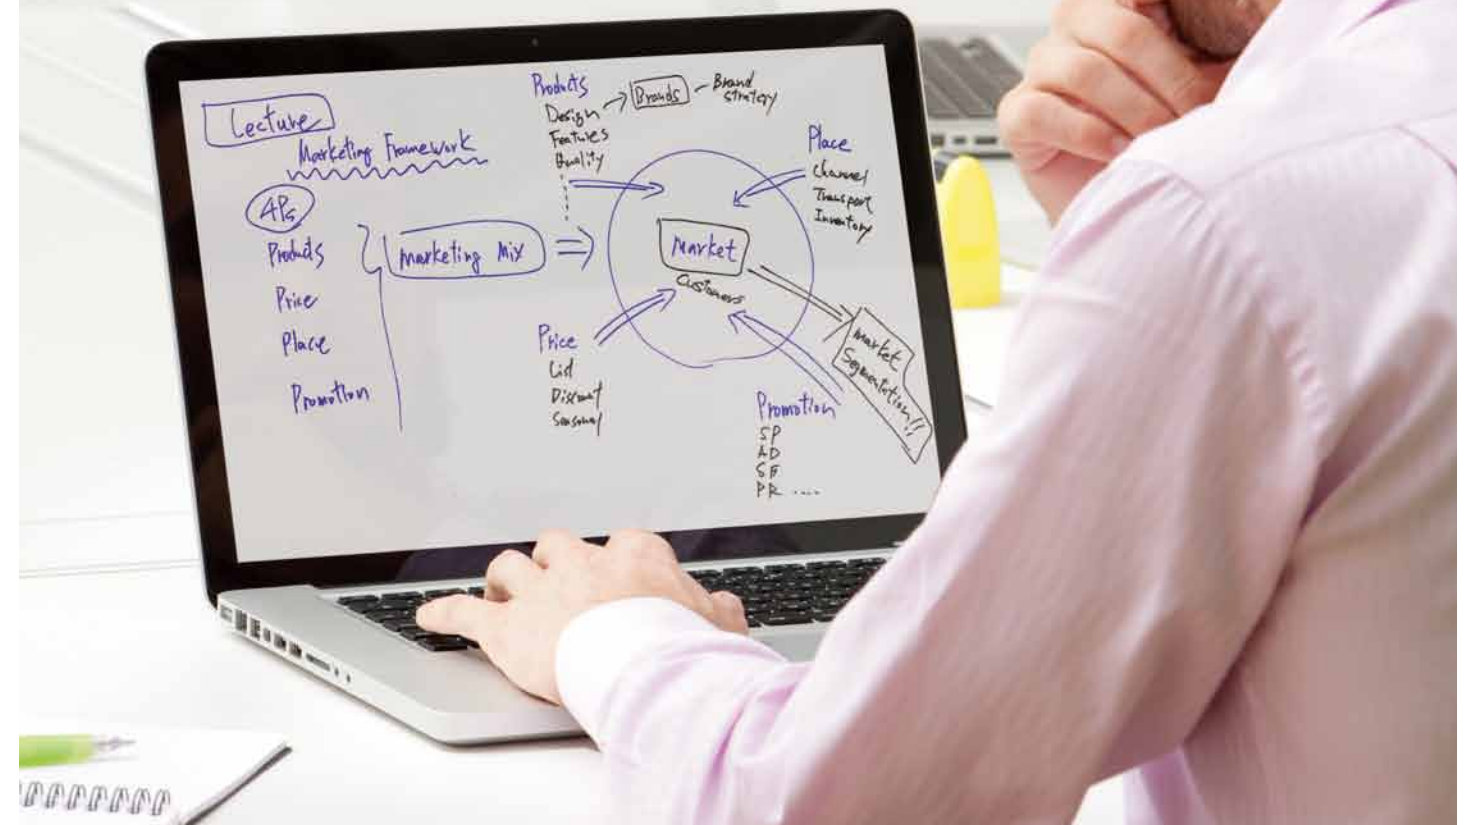 Lecture
Marketing Framework
4Ps
Products
Price
Place
Promotion
Marketing Mix
Products
Design → Brands - Brand
strategy
Features
Quality
Place
Channel
Transport
Inventory
Market
Customers
Price
List
Discount
Seasonal
Market
Segmentation!!
Promotion
SP
AD
SF
PR ....